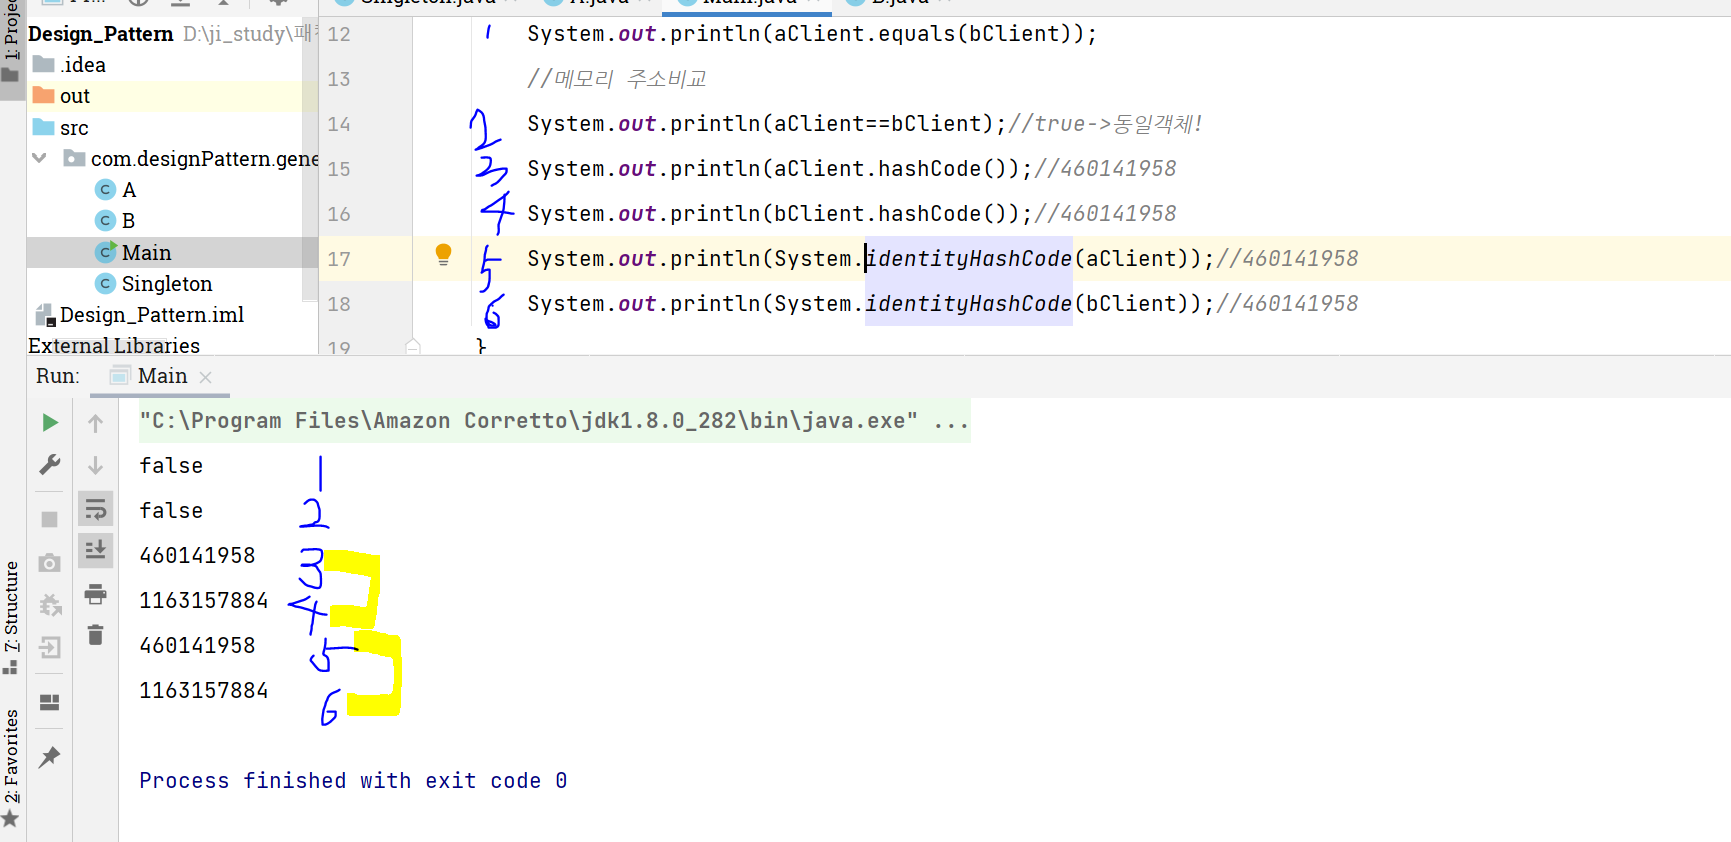 Singleton.java
A.java
Main.java
B.java
1: Project
Design_Pattern D:\ji_study\패
.idea
out
src
com.designPattern.gene
A
B
Main
Singleton
Design_Pattern.iml
External Libraries
12 1 System.out.println(aClient.equals(bClient));
13 //메모리 주소비교
14 2 System.out.println(aClient==bClient);//true->동일객체!
15 3 System.out.println(aClient.hashCode());//460141958
16 4 System.out.println(bClient.hashCode());//460141958
17 5 System.out.println(System.identityHashCode(aClient));//460141958
18 6 System.out.println(System.identityHashCode(bClient));//460141958
19 }
Run: Main
"C:\Program Files\Amazon Corretto\jdk1.8.0_282\bin\java.exe" ...
false 1
false 2
460141958 3
1163157884 4
460141958 5
1163157884 6
Process finished with exit code 0
7: Structure
2: Favorites